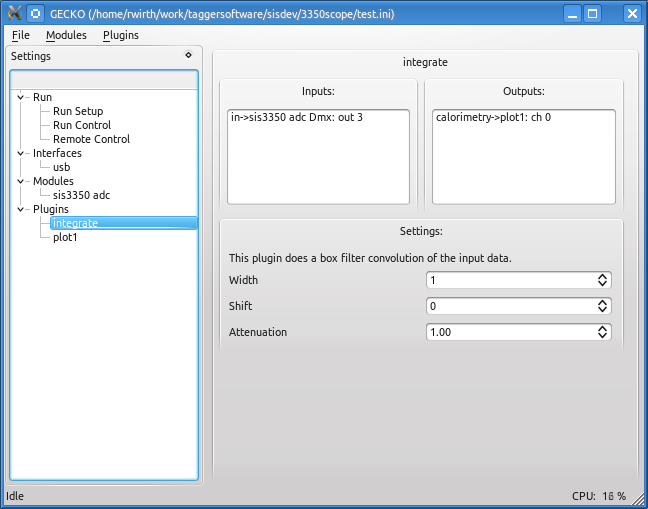 GECKO (/home/rwirth/work/taggersoftware/sisdev/3350scope/test.ini)
File Modules Plugins
Settings
Run
Run Setup
Run Control
Remote Control
Interfaces
usb
Modules
sis3350 adc
Plugins
integrate
plot1
integrate
Inputs:
in->sis3350 adc Dmx: out 3
Outputs:
calorimetry->plot1: ch 0
Settings:
This plugin does a box filter convolution of the input data.
Width 1
Shift 0
Attenuation 1.00
Idle
CPU: %